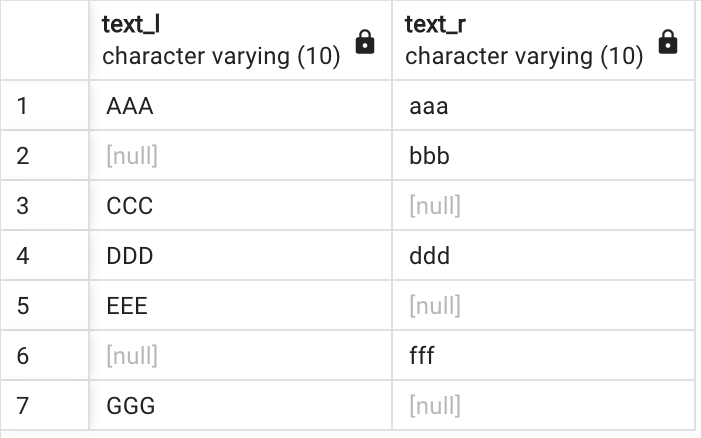 text_l text_r
character varying (10) character varying (10)
1 AAA aaa
2 [null] bbb
3 CCC [null]
4 DDD ddd
5 EEE [null]
6 [null] fff
7 GGG [null]